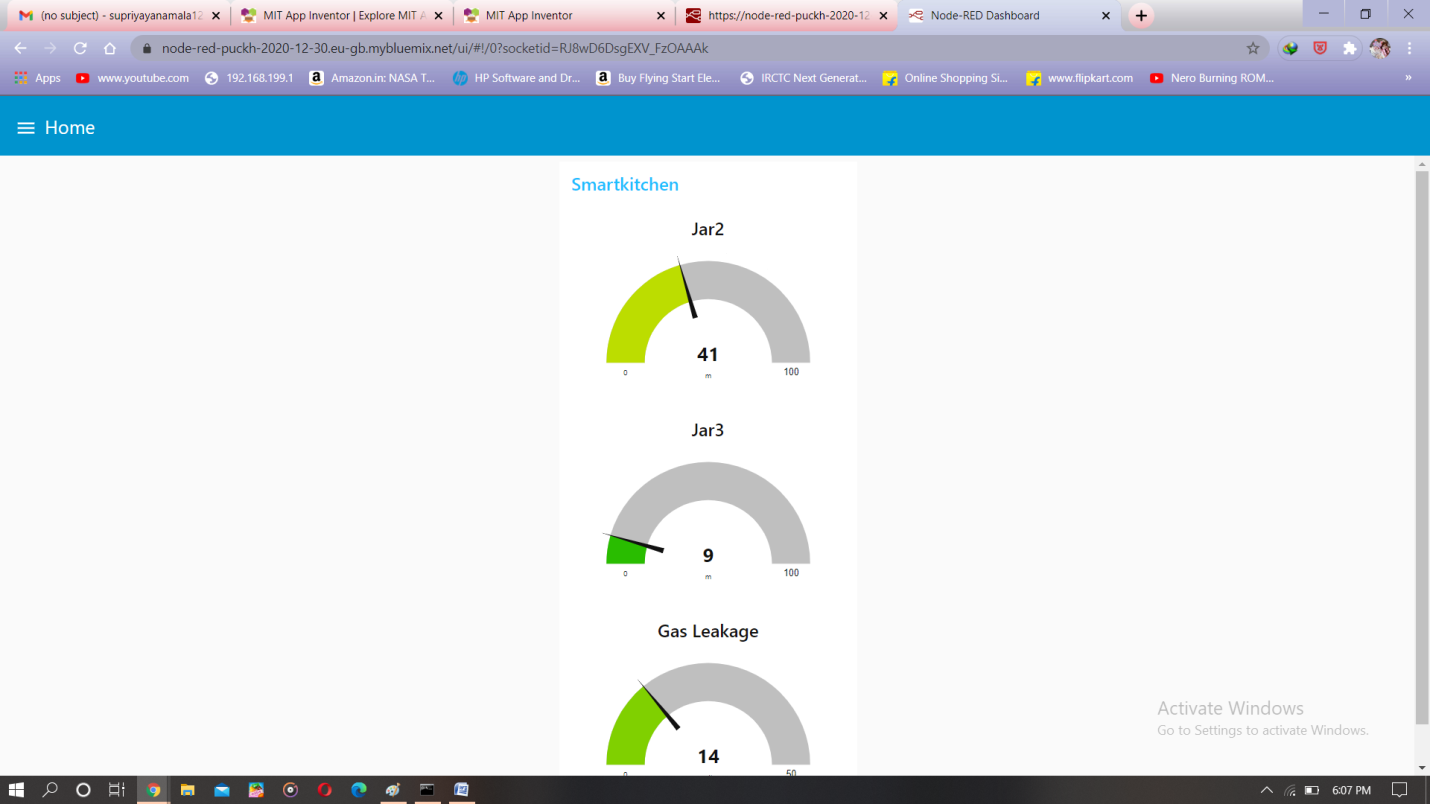 (no subject) - supriyayanamala12
MIT App Inventor | Explore MIT A
MIT App Inventor
https://node-red-puckh-2020-12
Node-RED Dashboard
node-red-puckh-2020-12-30.eu-gb.mybluemix.net/ui/#!/0?socketid=RJ8wD6DsgEXV_FzOAAAk
Apps
www.youtube.com
192.168.199.1
Amazon.in: NASA T...
HP Software and Dr...
Buy Flying Start Ele...
IRCTC Next Generat...
Online Shopping Si...
www.flipkart.com
Nero Burning ROM...
»
Home
Smartkitchen
Jar2
41
0
m
100
Jar3
9
0
m
100
Gas Leakage
14
0
50
Activate Windows
Go to Settings to activate Windows.
6:07 PM